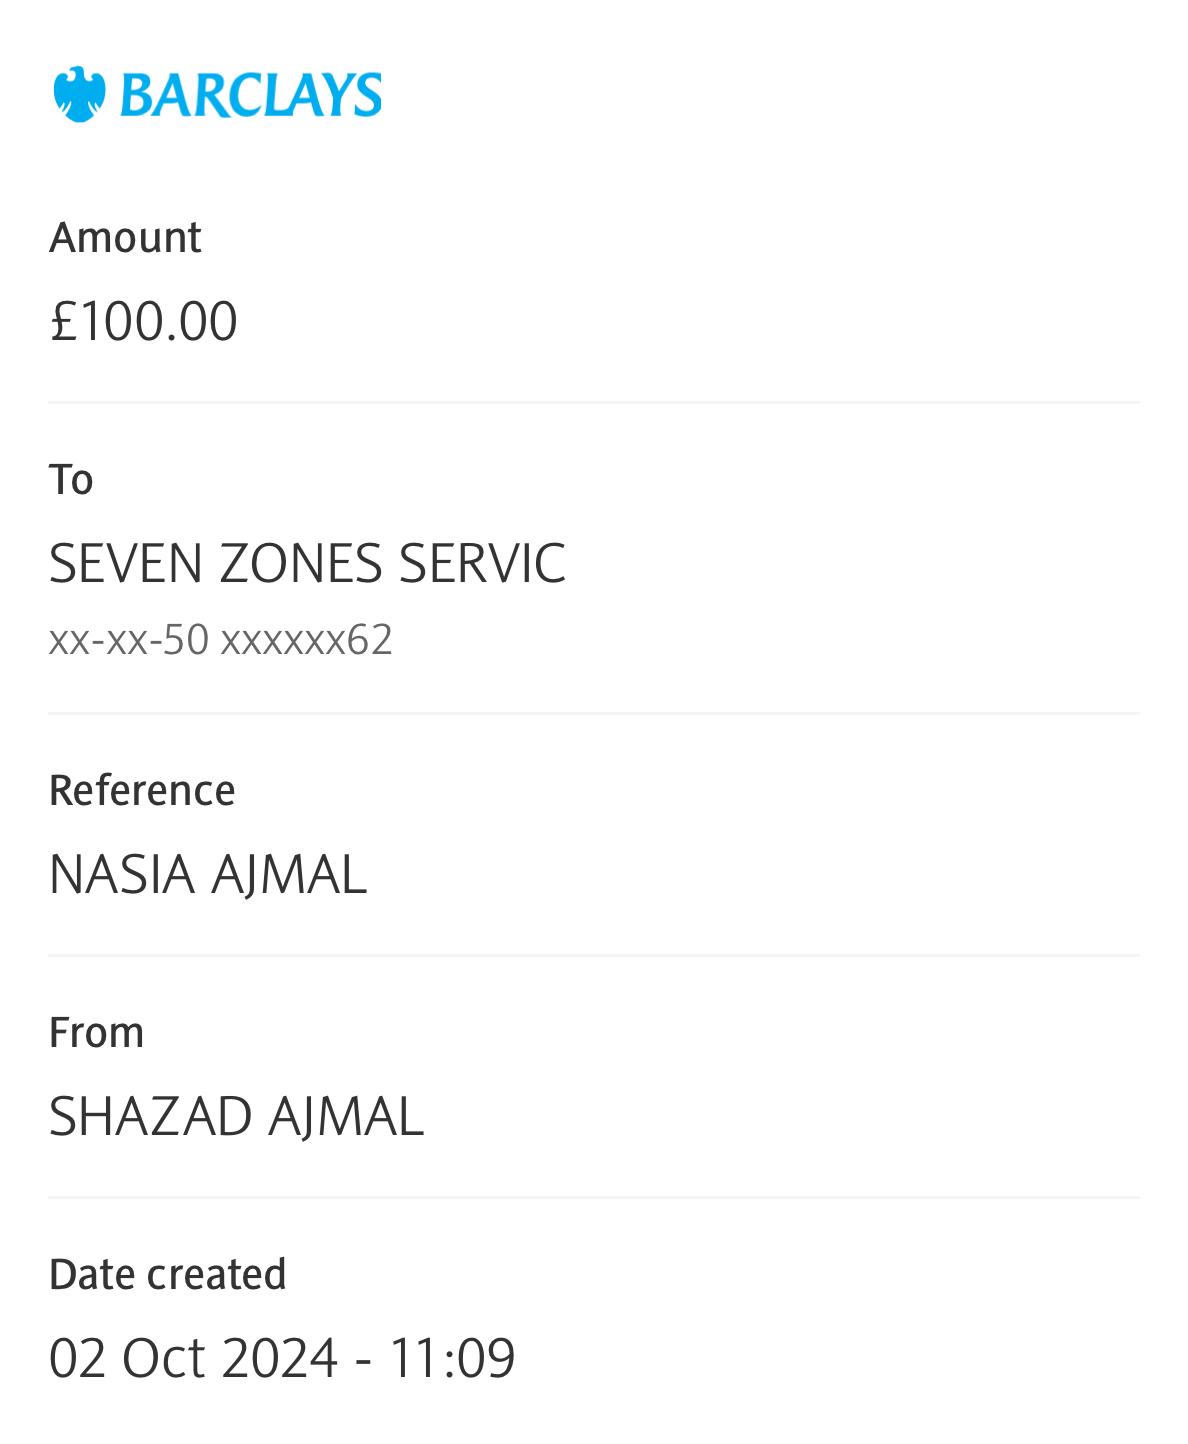 BARCLAYS
Amount
£100.00
To
SEVEN ZONES SERVIC
xx-xx-50 xxxxxx62
Reference
NASIA AJMAL
From
SHAZAD AJMAL
Date created
02 Oct 2024 - 11:09